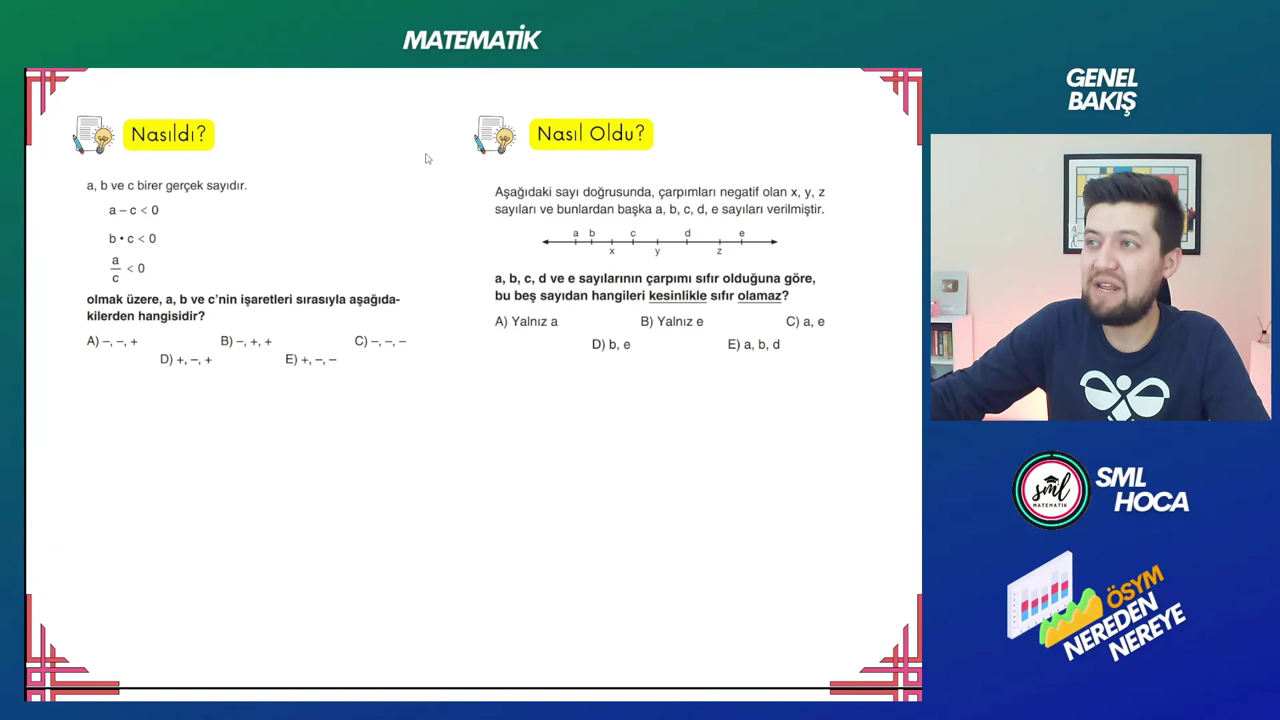 MATEMATİK
GENEL
BAKIŞ
Nasıldı?
a, b ve c birer gerçek sayıdır.
a – c < 0
b • c < 0
a
c
< 0
olmak üzere, a, b ve c'nin işaretleri sırasıyla aşağıda-
kilerden hangisidir?
A) –, –, + B) –, +, + C) –, –, –
D) +, –, + E) +, –, –
Nasıl Oldu?
Aşağıdaki sayı doğrusunda, çarpımları negatif olan x, y, z
sayıları ve bunlardan başka a, b, c, d, e sayıları verilmiştir.
a b c d e
x y z
a, b, c, d ve e sayılarının çarpımı sıfır olduğuna göre,
bu beş sayıdan hangileri kesinlikle sıfır olamaz?
A) Yalnız a B) Yalnız e C) a, e
D) b, e E) a, b, d
sml
MATEMATİK
SML
HOCA
ÖSYM
NEREDEN
NEREYE